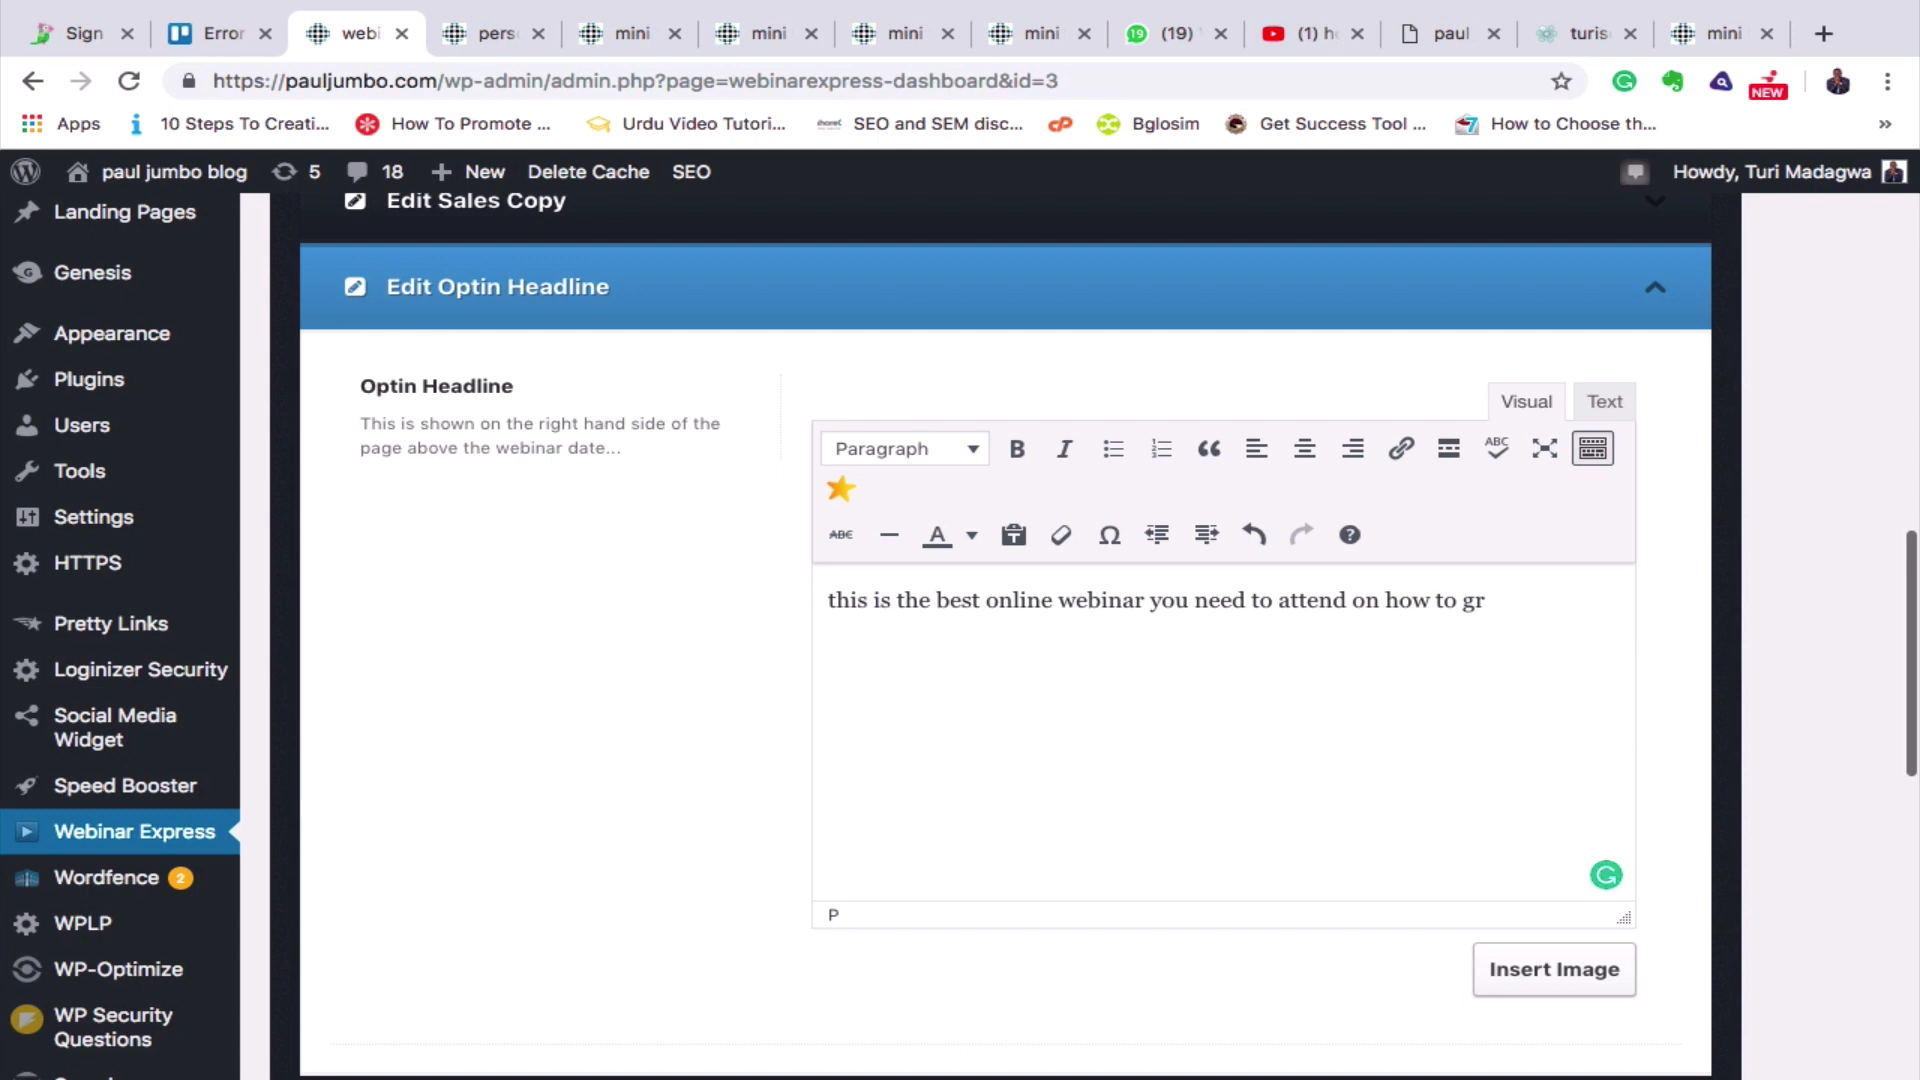 Sign
Error
webi
pers
mini
mini
mini
mini
(19)
(1) h
paul
turis
mini
https://pauljumbo.com/wp-admin/admin.php?page=webinarexpress-dashboard&id=3
NEW
Apps
10 Steps To Creati...
How To Promote ...
Urdu Video Tutori...
SEO and SEM disc...
Bglosim
Get Success Tool ...
How to Choose th...
»
paul jumbo blog
5
18
New
Delete Cache
SEO
Howdy, Turi Madagwa
Landing Pages
Genesis
Appearance
Plugins
Users
Tools
Settings
HTTPS
Pretty Links
Loginizer Security
Social Media
Widget
Speed Booster
Webinar Express
Wordfence 2
WPLP
WP-Optimize
WP Security
Questions
Edit Sales Copy
Edit Optin Headline
Optin Headline
This is shown on the right hand side of the
page above the webinar date...
Visual
Text
Paragraph
this is the best online webinar you need to attend on how to gr
P
Insert Image